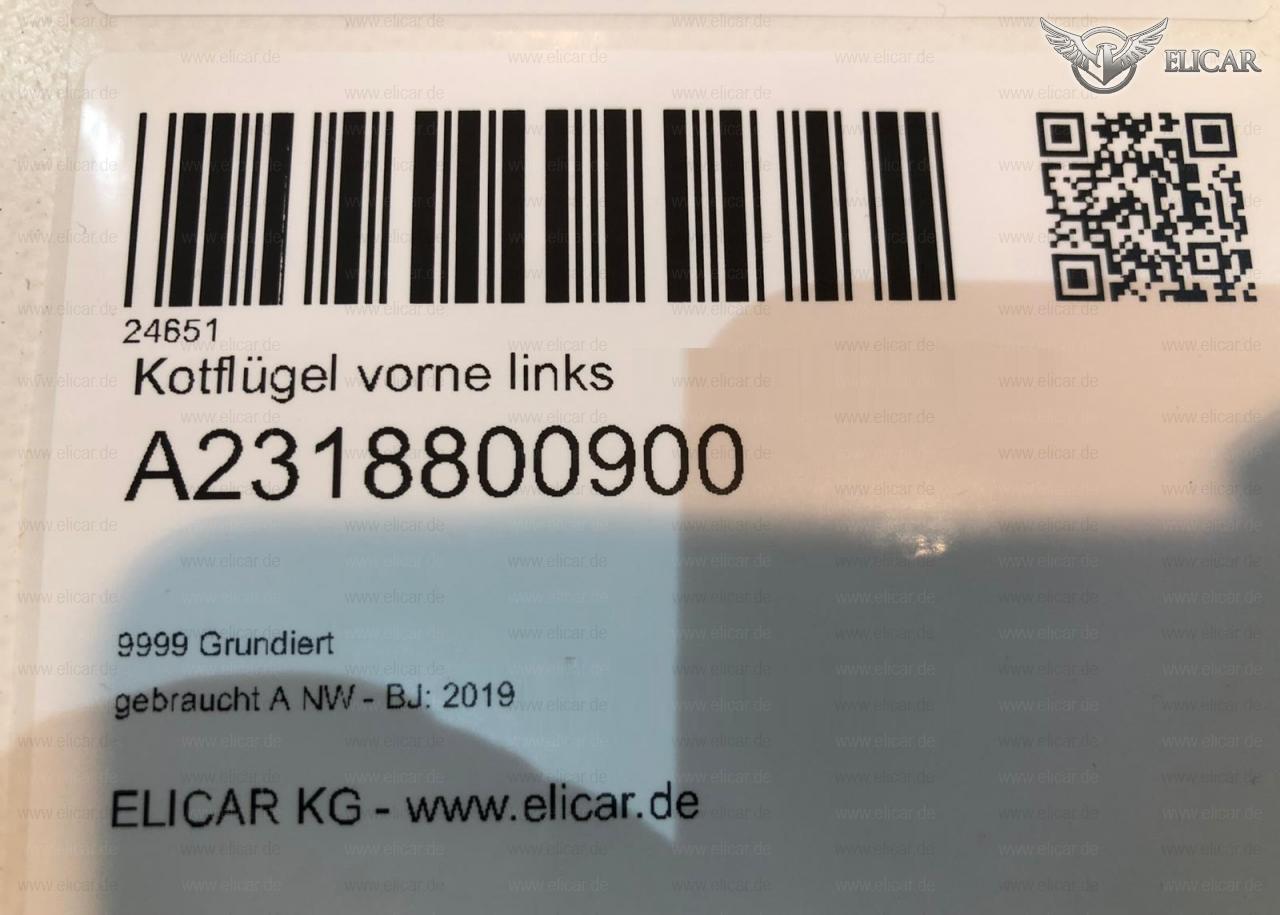 ELICAR
24651
Kotflügel vorne links
A2318800900
9999 Grundiert
gebraucht A NW - BJ: 2019
ELICAR KG - www.elicar.de